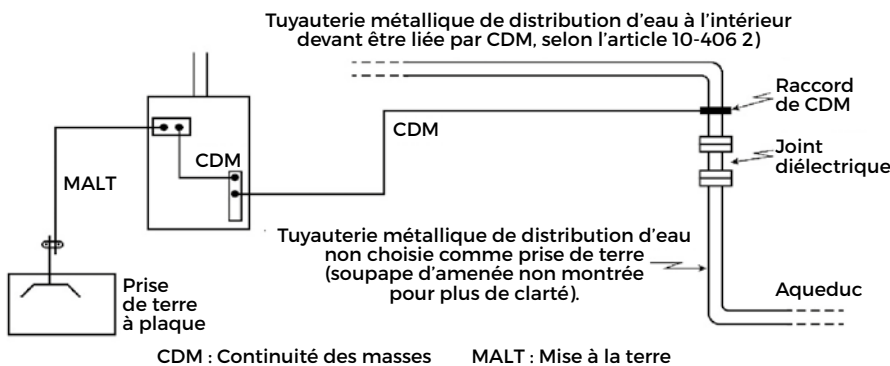 Tuyauterie métallique de distribution d'eau à l'intérieur
devant être liée par CDM, selon l'article 10-406 2)
Raccord
de CDM
CDM
CDM
Joint
diélectrique
MALT
Tuyauterie métallique de distribution d'eau
non choisie comme prise de terre
(soupape d'amenée non montrée
pour plus de clarté).
Aqueduc
Prise
de terre
à plaque
CDM : Continuité des masses MALT : Mise à la terre